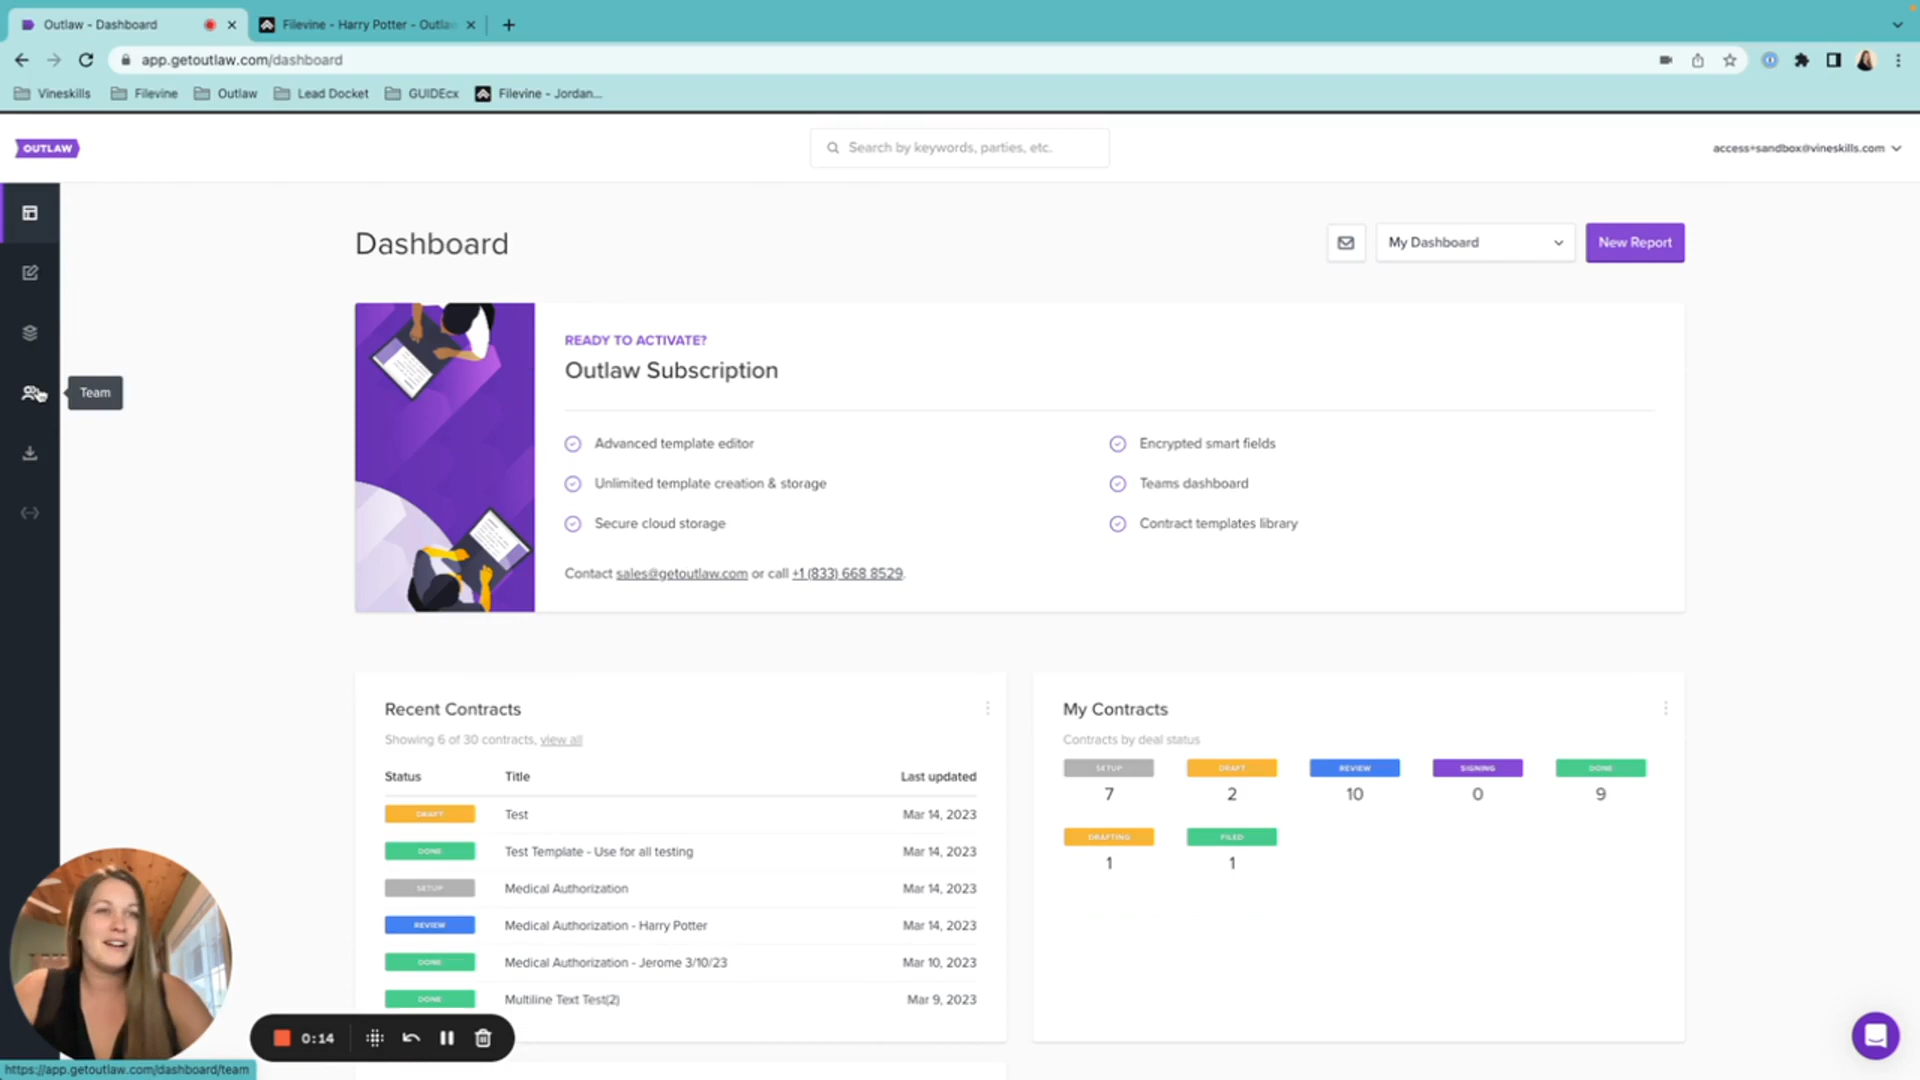 Outlaw - Dashboard
Filevine - Harry Potter - Outla
app.getoutlaw.com/dashboard
Vineskills
Filevine
Outlaw
Lead Docket
GUIDEcx
Filevine - Jordan...
OUTLAW
Search by keywords, parties, etc.
access+sandbox@vineskills.com
Dashboard
My Dashboard
New Report
READY TO ACTIVATE?
Outlaw Subscription
Team
Advanced template editor
Encrypted smart fields
Unlimited template creation & storage
Teams dashboard
Secure cloud storage
Contract templates library
Contact sales@getoutlaw.com or call +1 (833) 668 8529.
Recent Contracts
Showing 6 of 30 contracts, view all
Status Title Last updated
DRAFT Test Mar 14, 2023
DONE Test Template - Use for all testing Mar 14, 2023
SETUP Medical Authorization Mar 14, 2023
REVIEW Medical Authorization - Harry Potter Mar 14, 2023
DONE Medical Authorization - Jerome 3/10/23 Mar 10, 2023
DONE Multiline Text Test(2) Mar 9, 2023
My Contracts
Contracts by deal status
SETUP DRAFT REVIEW SIGNING DONE
7 2 10 0 9
DRAFTING FILED
1 1
0:14
https://app.getoutlaw.com/dashboard/team